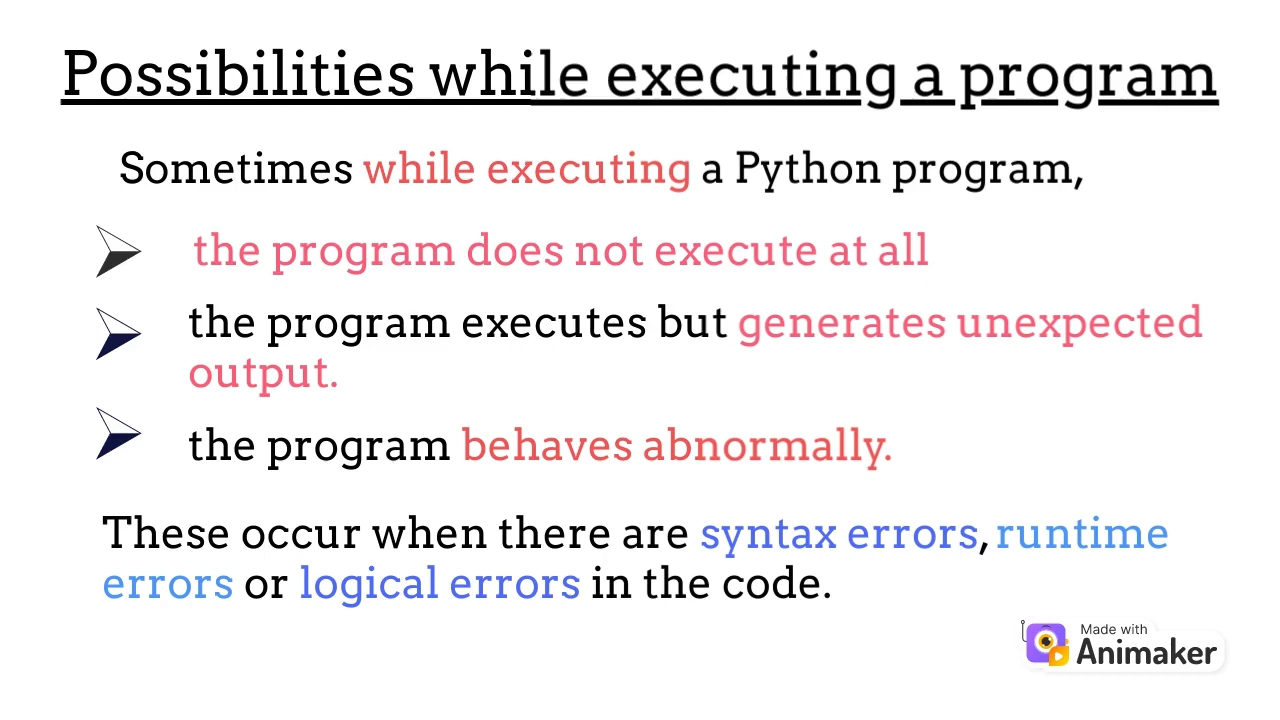 Possibilities while executing a program
Sometimes while executing a Python program,
the program does not execute at all
the program executes but generates unexpected
output.
the program behaves abnormally.
These occur when there are syntax errors, runtime
errors or logical errors in the code.
Made with
Animaker